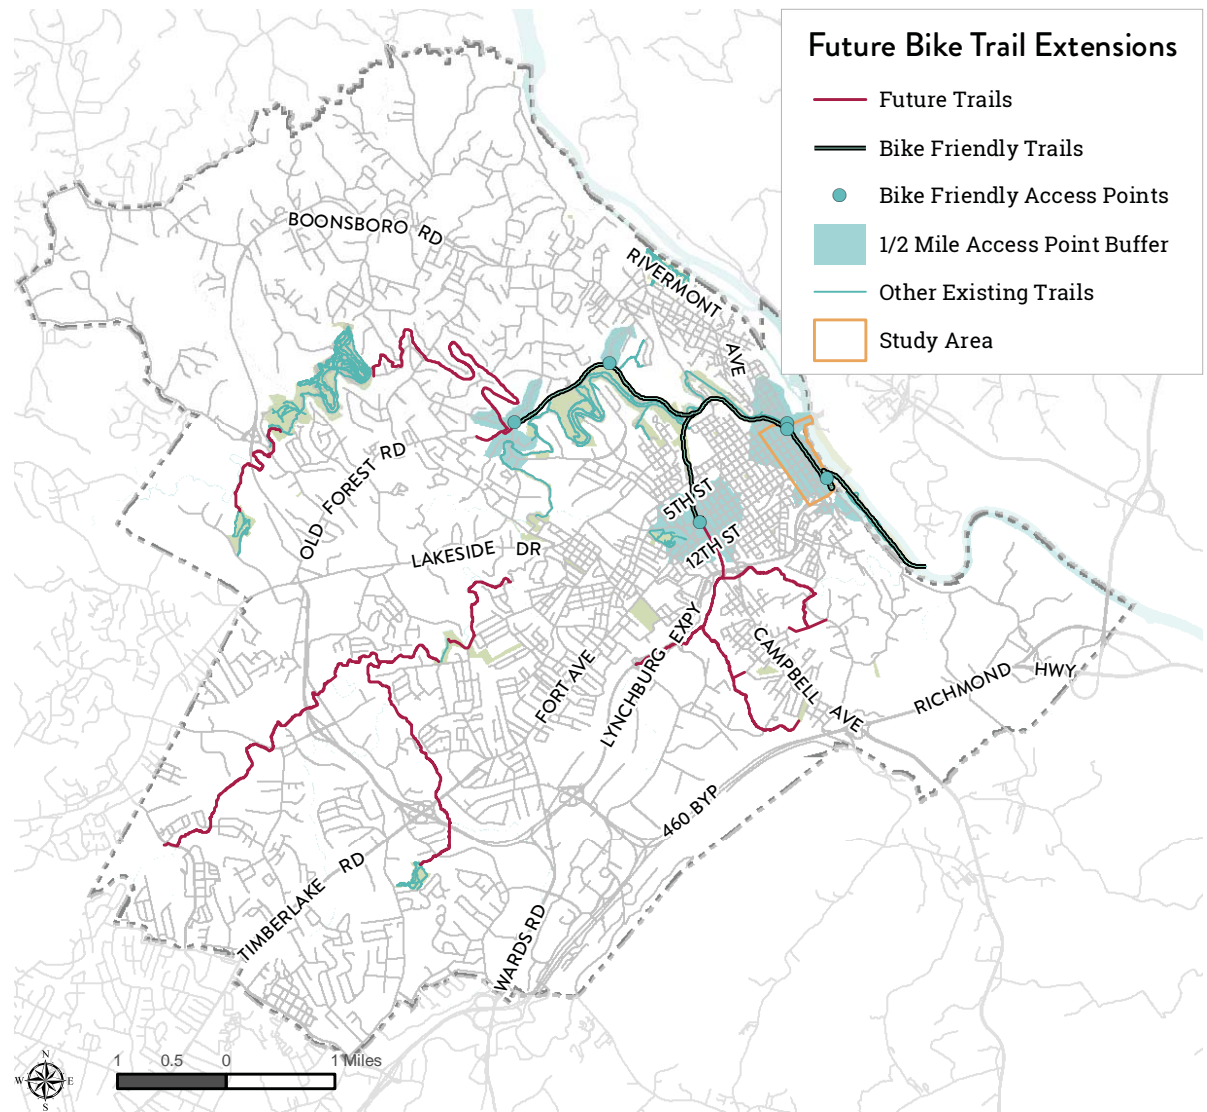 Future Bike Trail Extensions
Future Trails
Bike Friendly Trails
Bike Friendly Access Points
1/2 Mile Access Point Buffer
Other Existing Trails
Study Area
BOONSBORO RD
RIVERMONT AVE
OLD FOREST RD
5TH ST
12TH ST
LAKESIDE DR
FORT AVE
LYNCHBURG EXPY
CAMPBELL AVE
RICHMOND HWY
460 BYP
TIMBERLAKE RD
WARDS RD
1 0.5 0 1 Miles
N
W E
S